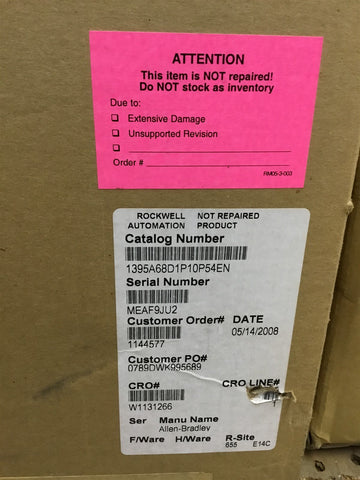 ATTENTION
This item is NOT repaired!
Do NOT stock as inventory
Due to:
Extensive Damage
Unsupported Revision
Order #
RM05-3-003
ROCKWELL NOT REPAIRED
AUTOMATION PRODUCT
Catalog Number
1395A68D1P10P54EN
Serial Number
MEAF9JU2
Customer Order# DATE
1144577 05/14/2008
Customer PO#
0789DWK995689
CRO# CRO LINE#
W1131266
Ser Manu Name
Allen-Bradley
F/Ware H/Ware R-Site
655 E14C